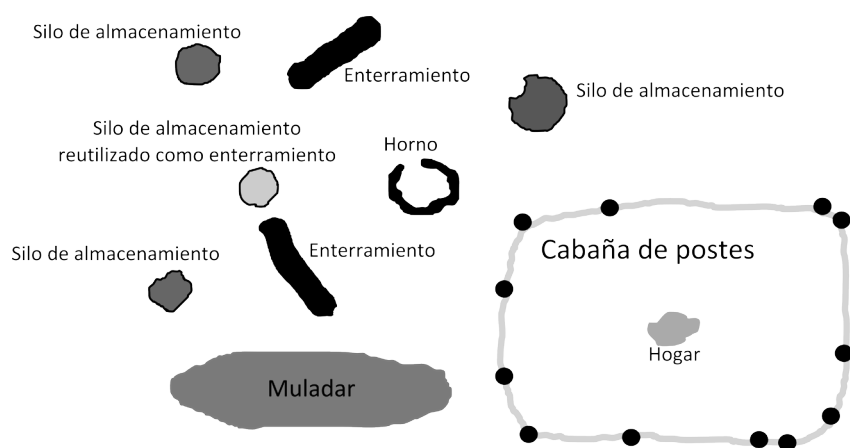 Silo de almacenamiento
Enterramiento
Silo de almacenamiento
Silo de almacenamiento
reutilizado como enterramiento
Horno
Enterramiento
Cabaña de postes
Silo de almacenamiento
Hogar
Muladar